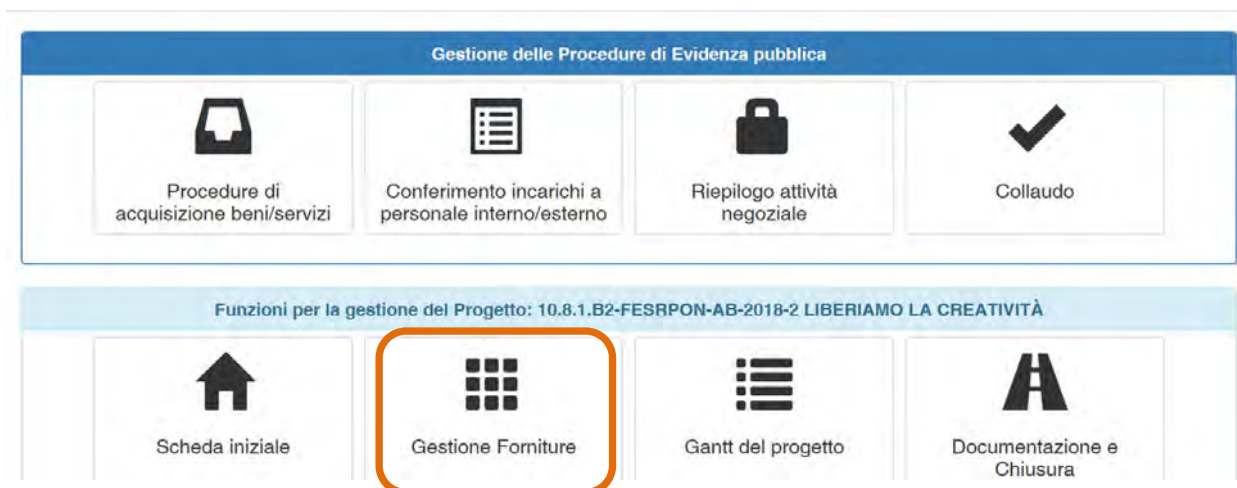 Gestione delle Procedure di Evidenza pubblica
Procedure di
acquisizione beni/servizi
Conferimento incarichi a
personale interno/esterno
Riepilogo attività
negoziale
Collaudo
Funzioni per la gestione del Progetto: 10.8.1.B2-FESRPON-AB-2018-2 LIBERIAMO LA CREATIVITÀ
Scheda iniziale
Gestione Forniture
Gantt del progetto
Documentazione e
Chiusura